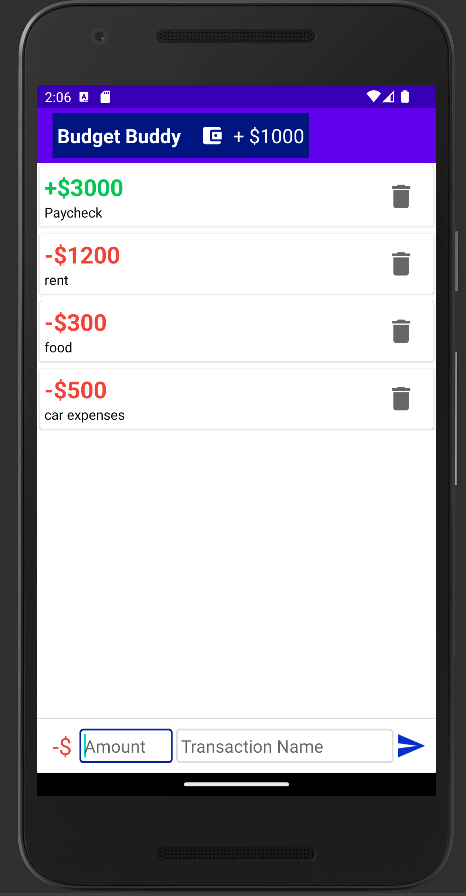 2:06
Budget Buddy + $1000
+$3000
Paycheck
-$1200
rent
-$300
food
-$500
car expenses
-$ Amount Transaction Name